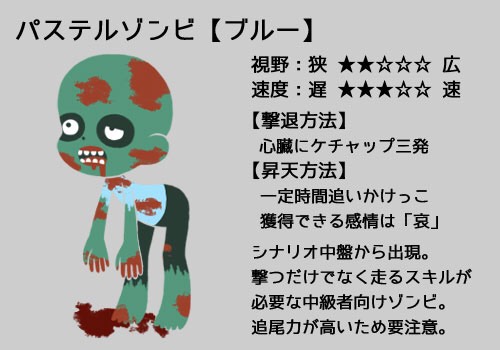 パステルゾンビ【ブルー】
視野：狭 ★★☆☆☆ 広
速度：遅 ★★★☆☆ 速
【撃退方法】
心臓にケチャップ三発
【昇天方法】
一定時間追いかけっこ
獲得できる感情は「哀」
シナリオ中盤から出現。
撃つだけでなく走るスキルが
必要な中級者向けゾンビ。
追尾力が高いため要注意。